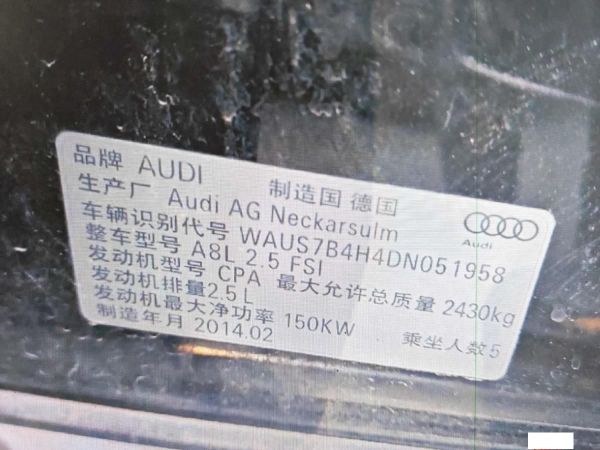 品牌 AUDI 制造国 德国
生产厂 Audi AG Neckarsulm
Audi
车辆识别代号 WAUS7B4H4DN051958
整车型号 A8L 2.5 FSI
发动机型号 CPA 最大允许总质量 2430kg
发动机排量 2.5 L
发动机最大净功率 150KW 乘坐人数 5
制造年月 2014.02